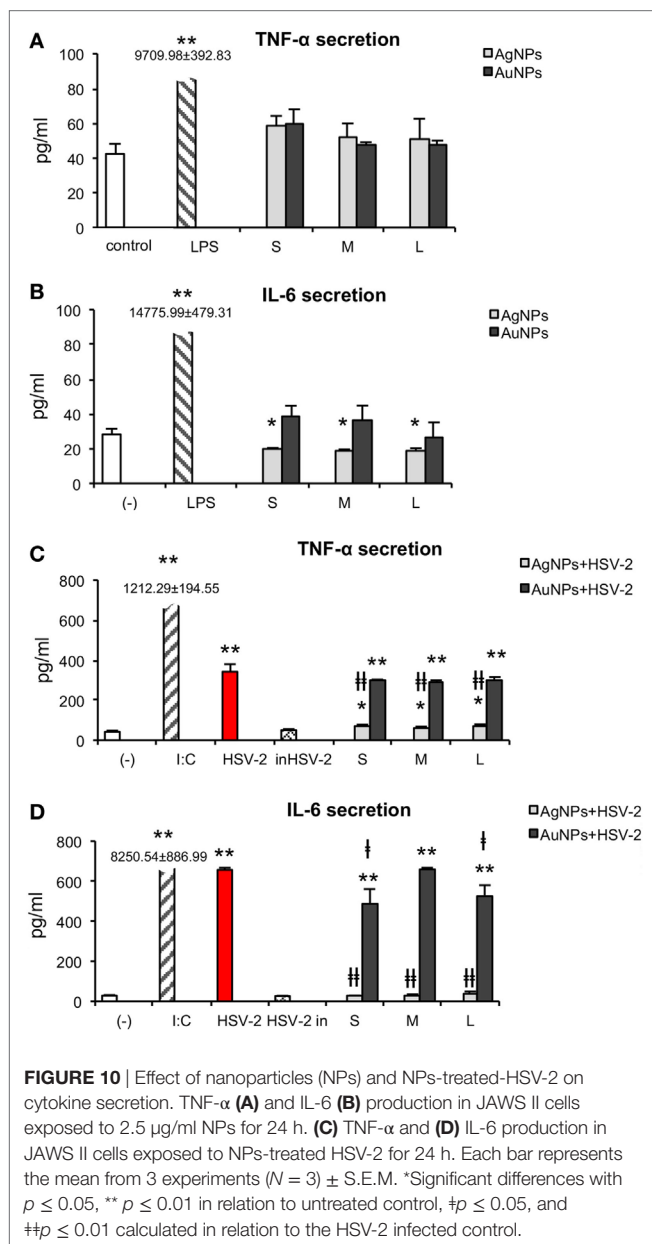 A
TNF-α secretion
**
9709.98±392.83
AgNPs
AuNPs
100
80
60
40
20
0
pg/ml
control LPS S M L
B
IL-6 secretion
**
14775.99±479.31
AgNPs
AuNPs
100
80
60
40
20
0
pg/ml
* * *
(-) LPS S M L
C
TNF-α secretion
**
1212.29±194.55
AgNPs+HSV-2
AuNPs+HSV-2
800
600
400
200
0
pg/ml
**
** ** **
ǂǂ ǂǂ ǂǂ
* * *
(-) I:C HSV-2 inHSV-2 S M L
D
IL-6 secretion
**
8250.54±886.99
AgNPs+HSV-2
AuNPs+HSV-2
800
600
400
200
0
pg/ml
**
ǂ ǂ
** ** **
ǂǂ ǂǂ ǂǂ
(-) I:C HSV-2 HSV-2 in S M L
FIGURE 10 | Effect of nanoparticles (NPs) and NPs-treated-HSV-2 on
cytokine secretion. TNF-α (A) and IL-6 (B) production in JAWS II cells
exposed to 2.5 µg/ml NPs for 24 h. (C) TNF-α and (D) IL-6 production in
JAWS II cells exposed to NPs-treated HSV-2 for 24 h. Each bar represents
the mean from 3 experiments (N = 3) ± S.E.M. *Significant differences with
p ≤ 0.05, ** p ≤ 0.01 in relation to untreated control, ǂp ≤ 0.05, and
ǂǂp ≤ 0.01 calculated in relation to the HSV-2 infected control.